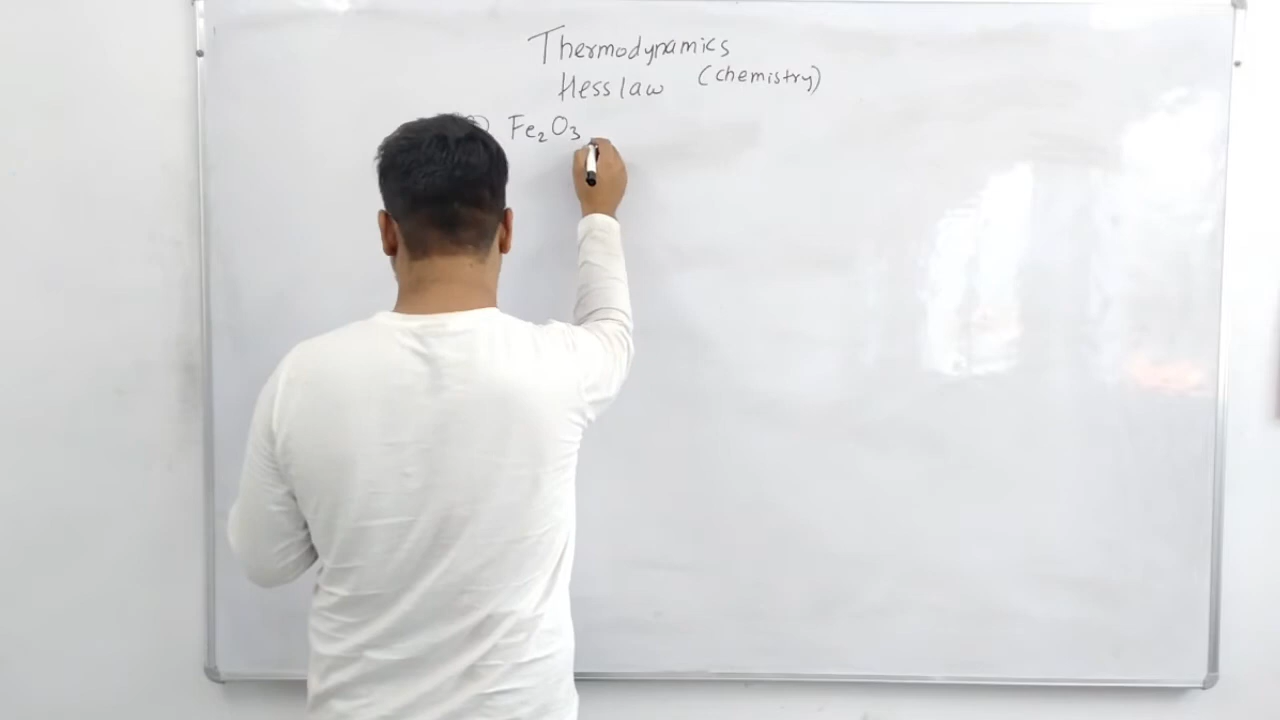 Thermodynamics
Hess law (chemistry)
Fe₂O₃